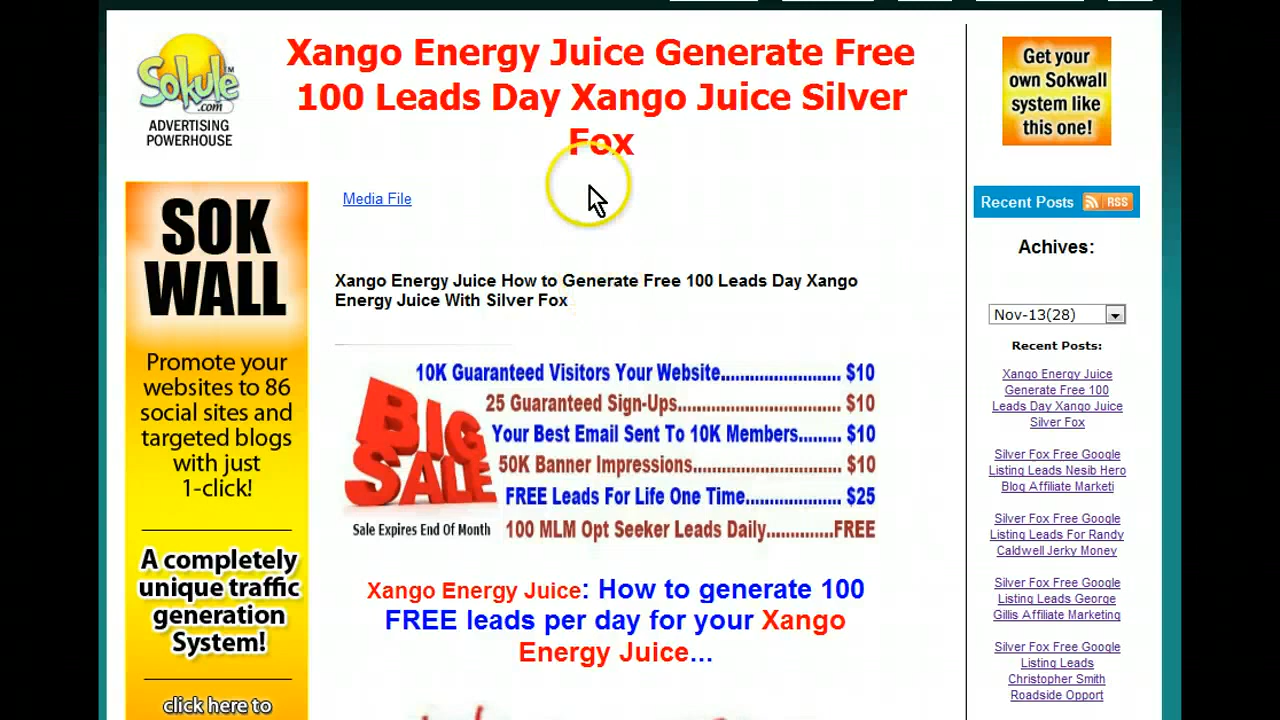 Xango Energy Juice Generate Free
100 Leads Day Xango Juice Silver
Fox
Sokule™
.com
ADVERTISING
POWERHOUSE
SOK
WALL
Promote your
websites to 86
social sites and
targeted blogs
with just
1-click!
A completely
unique traffic
generation
System!
click here to
Media File
Xango Energy Juice How to Generate Free 100 Leads Day Xango
Energy Juice With Silver Fox
BIG
SALE
Sale Expires End Of Month
10K Guaranteed Visitors Your Website....................... $10
25 Guaranteed Sign-Ups............................... $10
Your Best Email Sent To 10K Members......... $10
50K Banner Impressions............................ $10
FREE Leads For Life One Time.................... $25
100 MLM Opt Seeker Leads Daily.............FREE
Xango Energy Juice: How to generate 100
FREE leads per day for your Xango
Energy Juice...
Get your
own Sokwall
system like
this one!
Recent Posts RSS
Achives:
Nov-13(28)
Recent Posts:
Xango Energy Juice
Generate Free 100
Leads Day Xango Juice
Silver Fox
Silver Fox Free Google
Listing Leads Nesib Hero
Blog Affiliate Marketi
Silver Fox Free Google
Listing Leads For Randy
Caldwell Jerky Money
Silver Fox Free Google
Listing Leads George
Gillis Affiliate Marketing
Silver Fox Free Google
Listing Leads
Christopher Smith
Roadside Opport